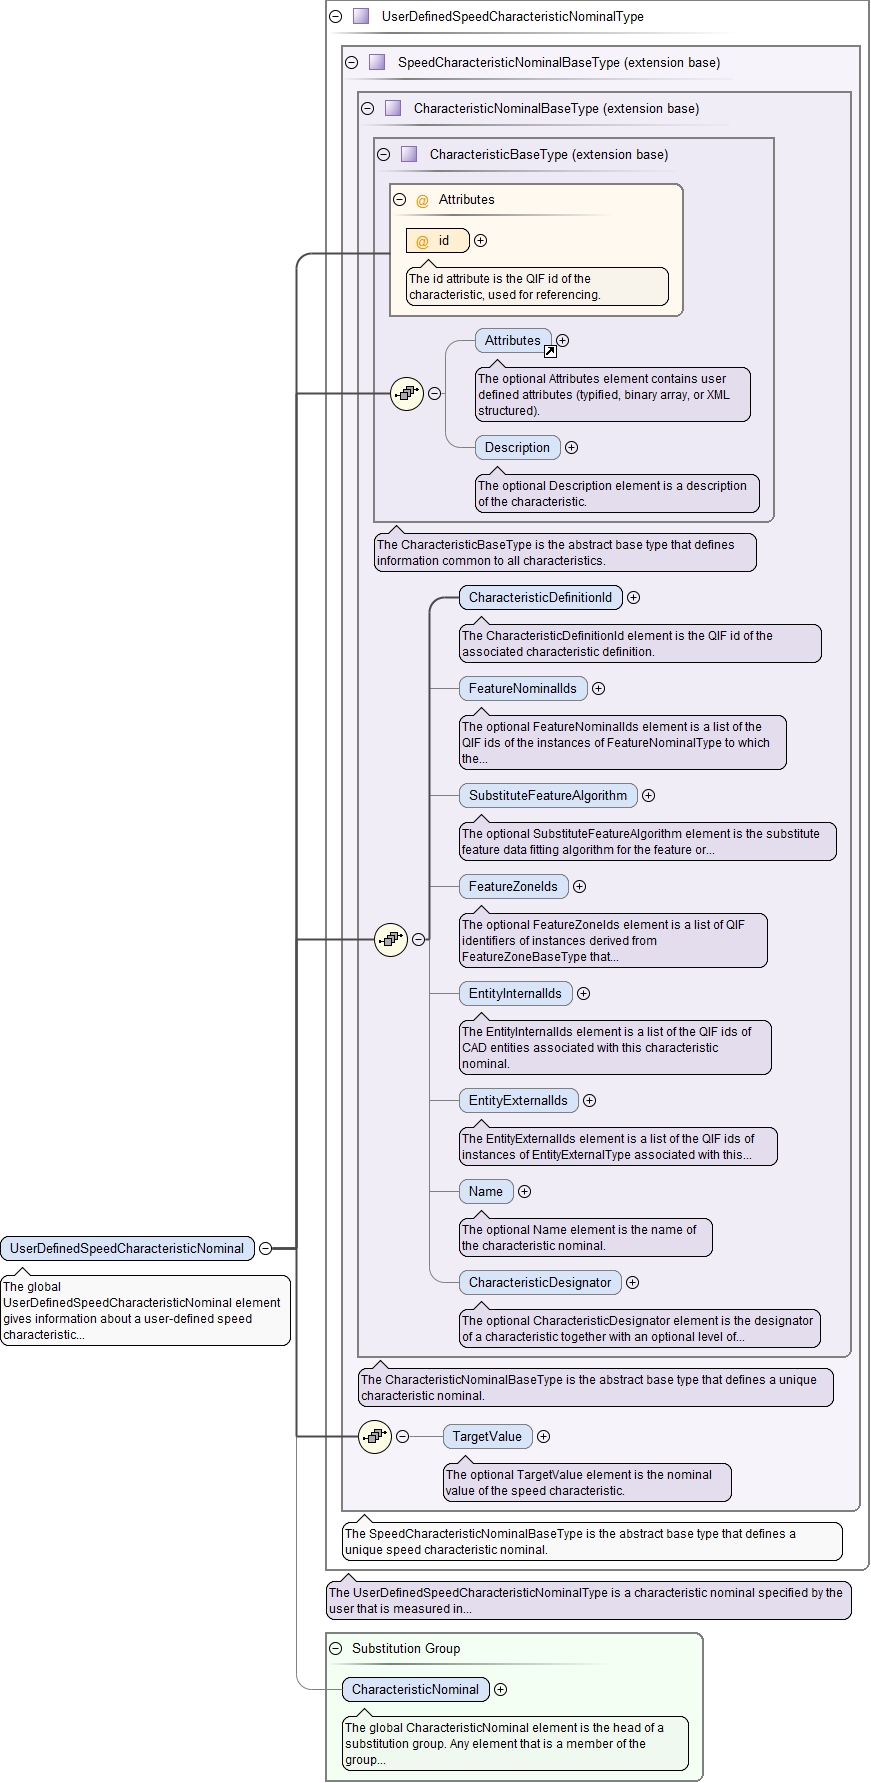 UserDefinedSpeedCharacteristicNominalType
SpeedCharacteristicNominalBaseType (extension base)
CharacteristicNominalBaseType (extension base)
CharacteristicBaseType (extension base)
@ Attributes
@ id
The id attribute is the QIF id of the
characteristic, used for referencing.
Attributes
The optional Attributes element contains user
defined attributes (typified, binary array, or XML
structured).
Description
The optional Description element is a description
of the characteristic.
The CharacteristicBaseType is the abstract base type that defines
information common to all characteristics.
CharacteristicDefinitionId
The CharacteristicDefinitionId element is the QIF id of the
associated characteristic definition.
FeatureNominalIds
The optional FeatureNominalIds element is a list of the
QIF ids of the instances of FeatureNominalType to which
the...
SubstituteFeatureAlgorithm
The optional SubstituteFeatureAlgorithm element is the substitute
feature data fitting algorithm for the feature or...
FeatureZoneIds
The optional FeatureZoneIds element is a list of QIF
identifiers of instances derived from
FeatureZoneBaseType that...
EntityInternalIds
The EntityInternalIds element is a list of the QIF ids of
CAD entities associated with this characteristic
nominal.
EntityExternalIds
The EntityExternalIds element is a list of the QIF ids of
instances of EntityExternalType associated with this...
Name
The optional Name element is the name of
the characteristic nominal.
UserDefinedSpeedCharacteristicNominal
The global
UserDefinedSpeedCharacteristicNominal element
gives information about a user-defined speed
characteristic...
CharacteristicDesignator
The optional CharacteristicDesignator element is the designator
of a characteristic together with an optional level of...
The CharacteristicNominalBaseType is the abstract base type that defines a unique
characteristic nominal.
TargetValue
The optional TargetValue element is the nominal
value of the speed characteristic.
The SpeedCharacteristicNominalBaseType is the abstract base type that defines a
unique speed characteristic nominal.
The UserDefinedSpeedCharacteristicNominalType is a characteristic nominal specified by the
user that is measured in...
Substitution Group
CharacteristicNominal
The global CharacteristicNominal element is the head of a
substitution group. Any element that is a member of the
group...